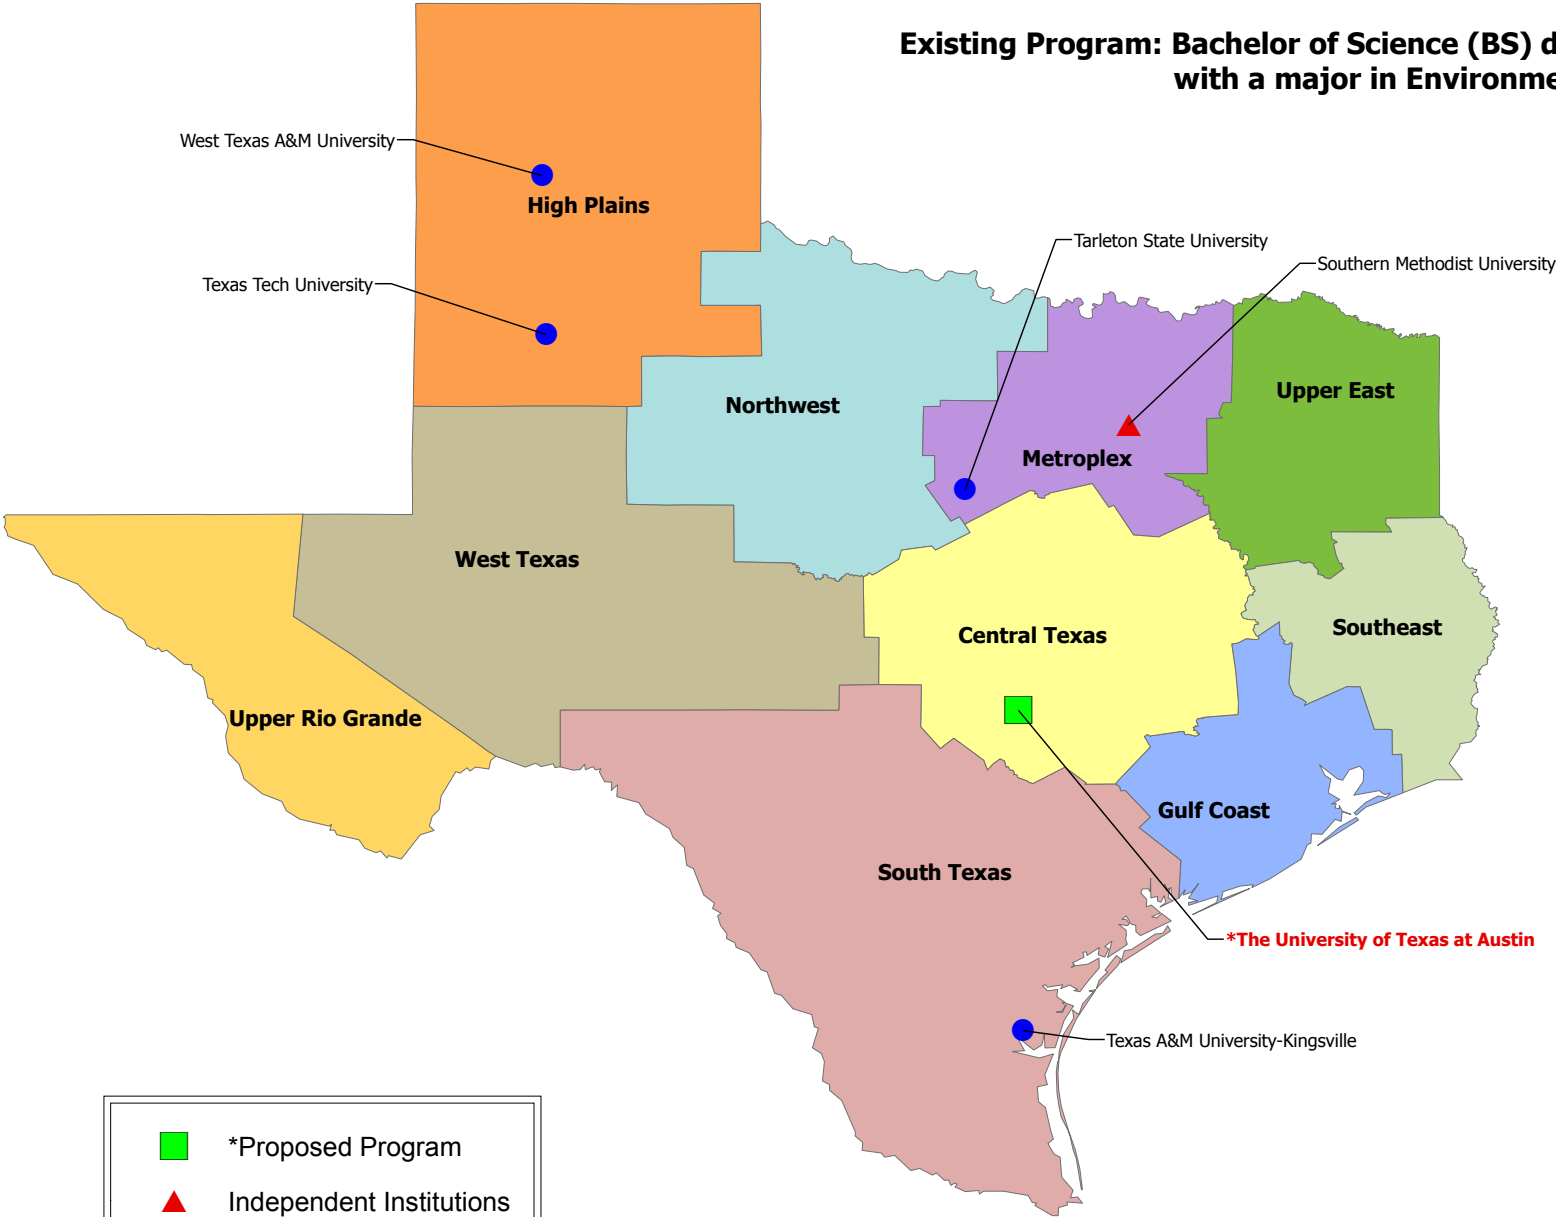 Existing Program: Bachelor of Science (BS)
with a major in
West Texas A&M University
High Plains
Tarleton State University
Southern Methodist University
Texas Tech University
Upper East
Northwest
Metroplex
West Texas
Southeast
Central Texas
Upper Rio Grande
Gulf Coast
South Texas
*The University of Texas at Austin
Texas A&M University-Kingsville
*Proposed Program
Independent Institutions